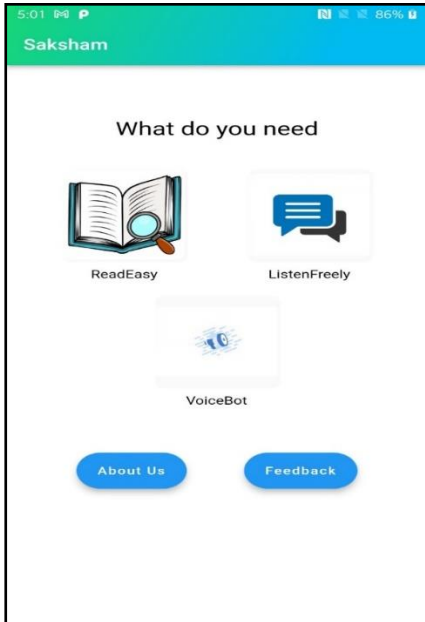 5:01 86%
Saksham
What do you need
ReadEasy ListenFreely
VoiceBot
About Us Feedback